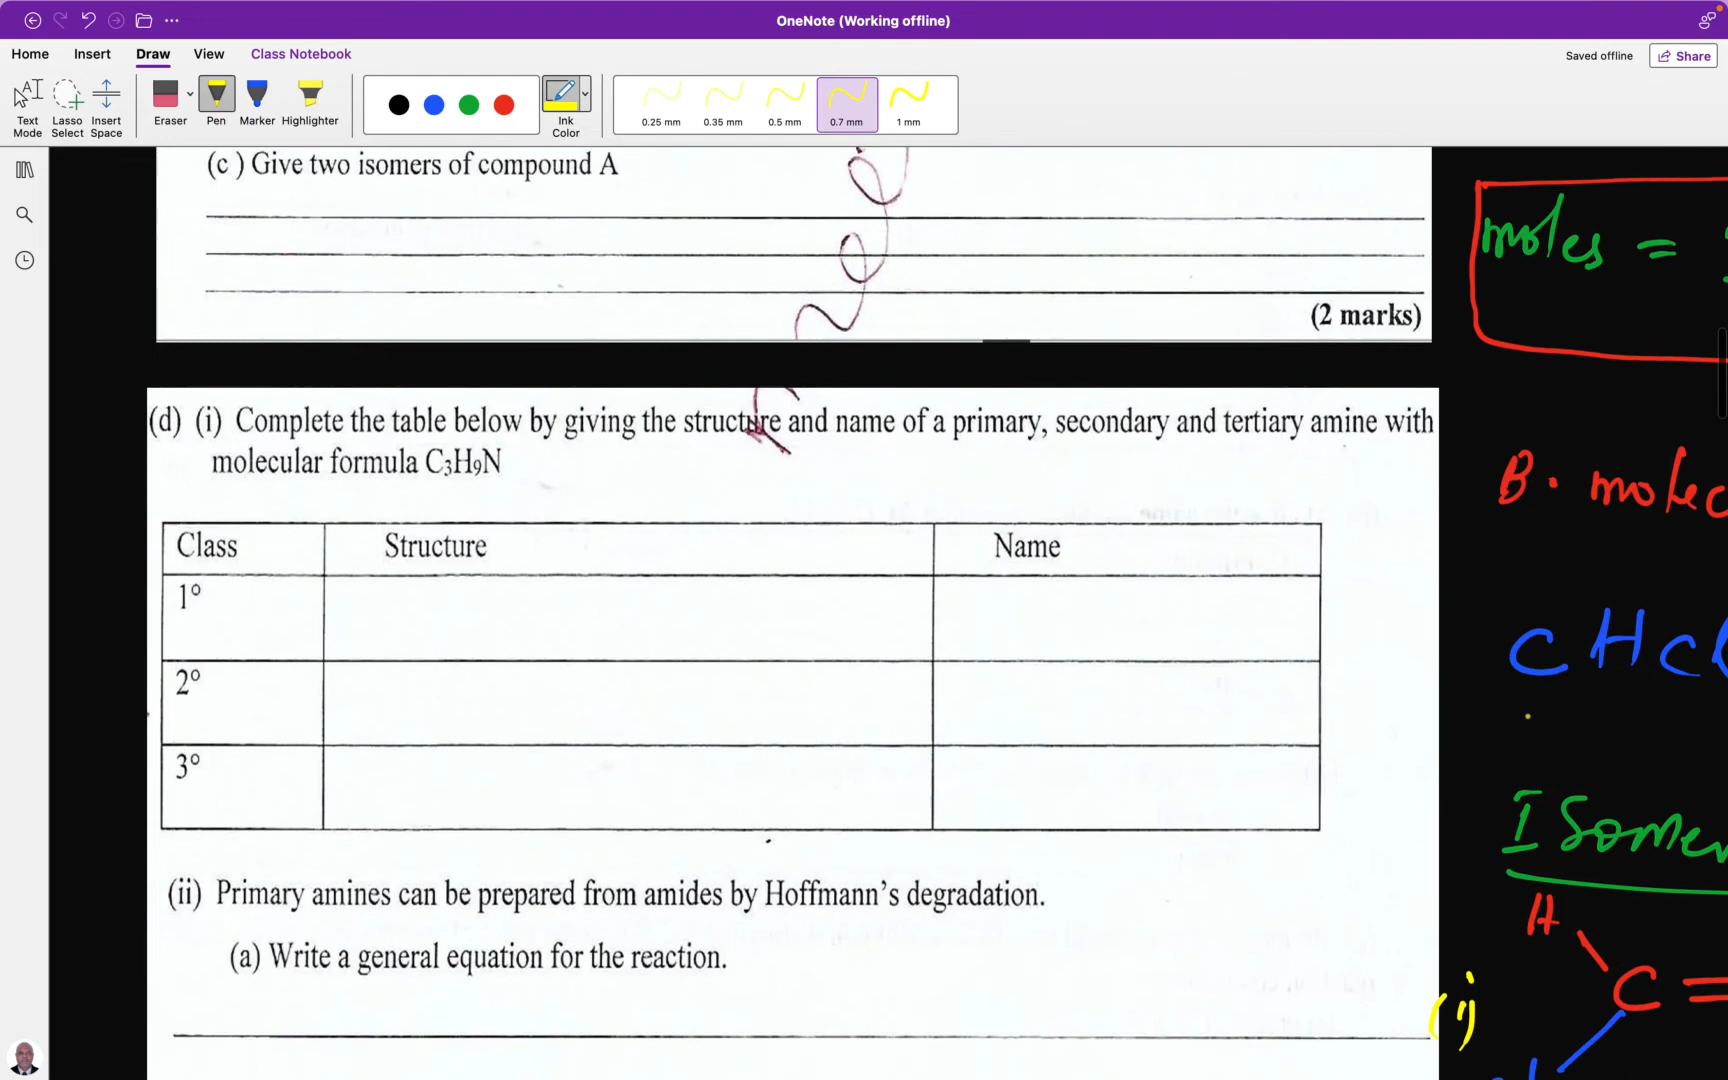 OneNote (Working offline)
Home Insert Draw View Class Notebook
Saved offline
Share
Text Mode
Lasso Select
Insert Space
Eraser
Pen
Marker
Highlighter
Ink Color
0.25 mm
0.35 mm
0.5 mm
0.7 mm
1 mm
(c ) Give two isomers of compound A
(2 marks)
moles =
(d) (i) Complete the table below by giving the structure and name of a primary, secondary and tertiary amine with
molecular formula C₃H₉N
B. molec
Class Structure Name
1⁰
2⁰
3⁰
CHCl
Isomer
(ii) Primary amines can be prepared from amides by Hoffmann's degradation.
H
(a) Write a general equation for the reaction.
C =
(i)